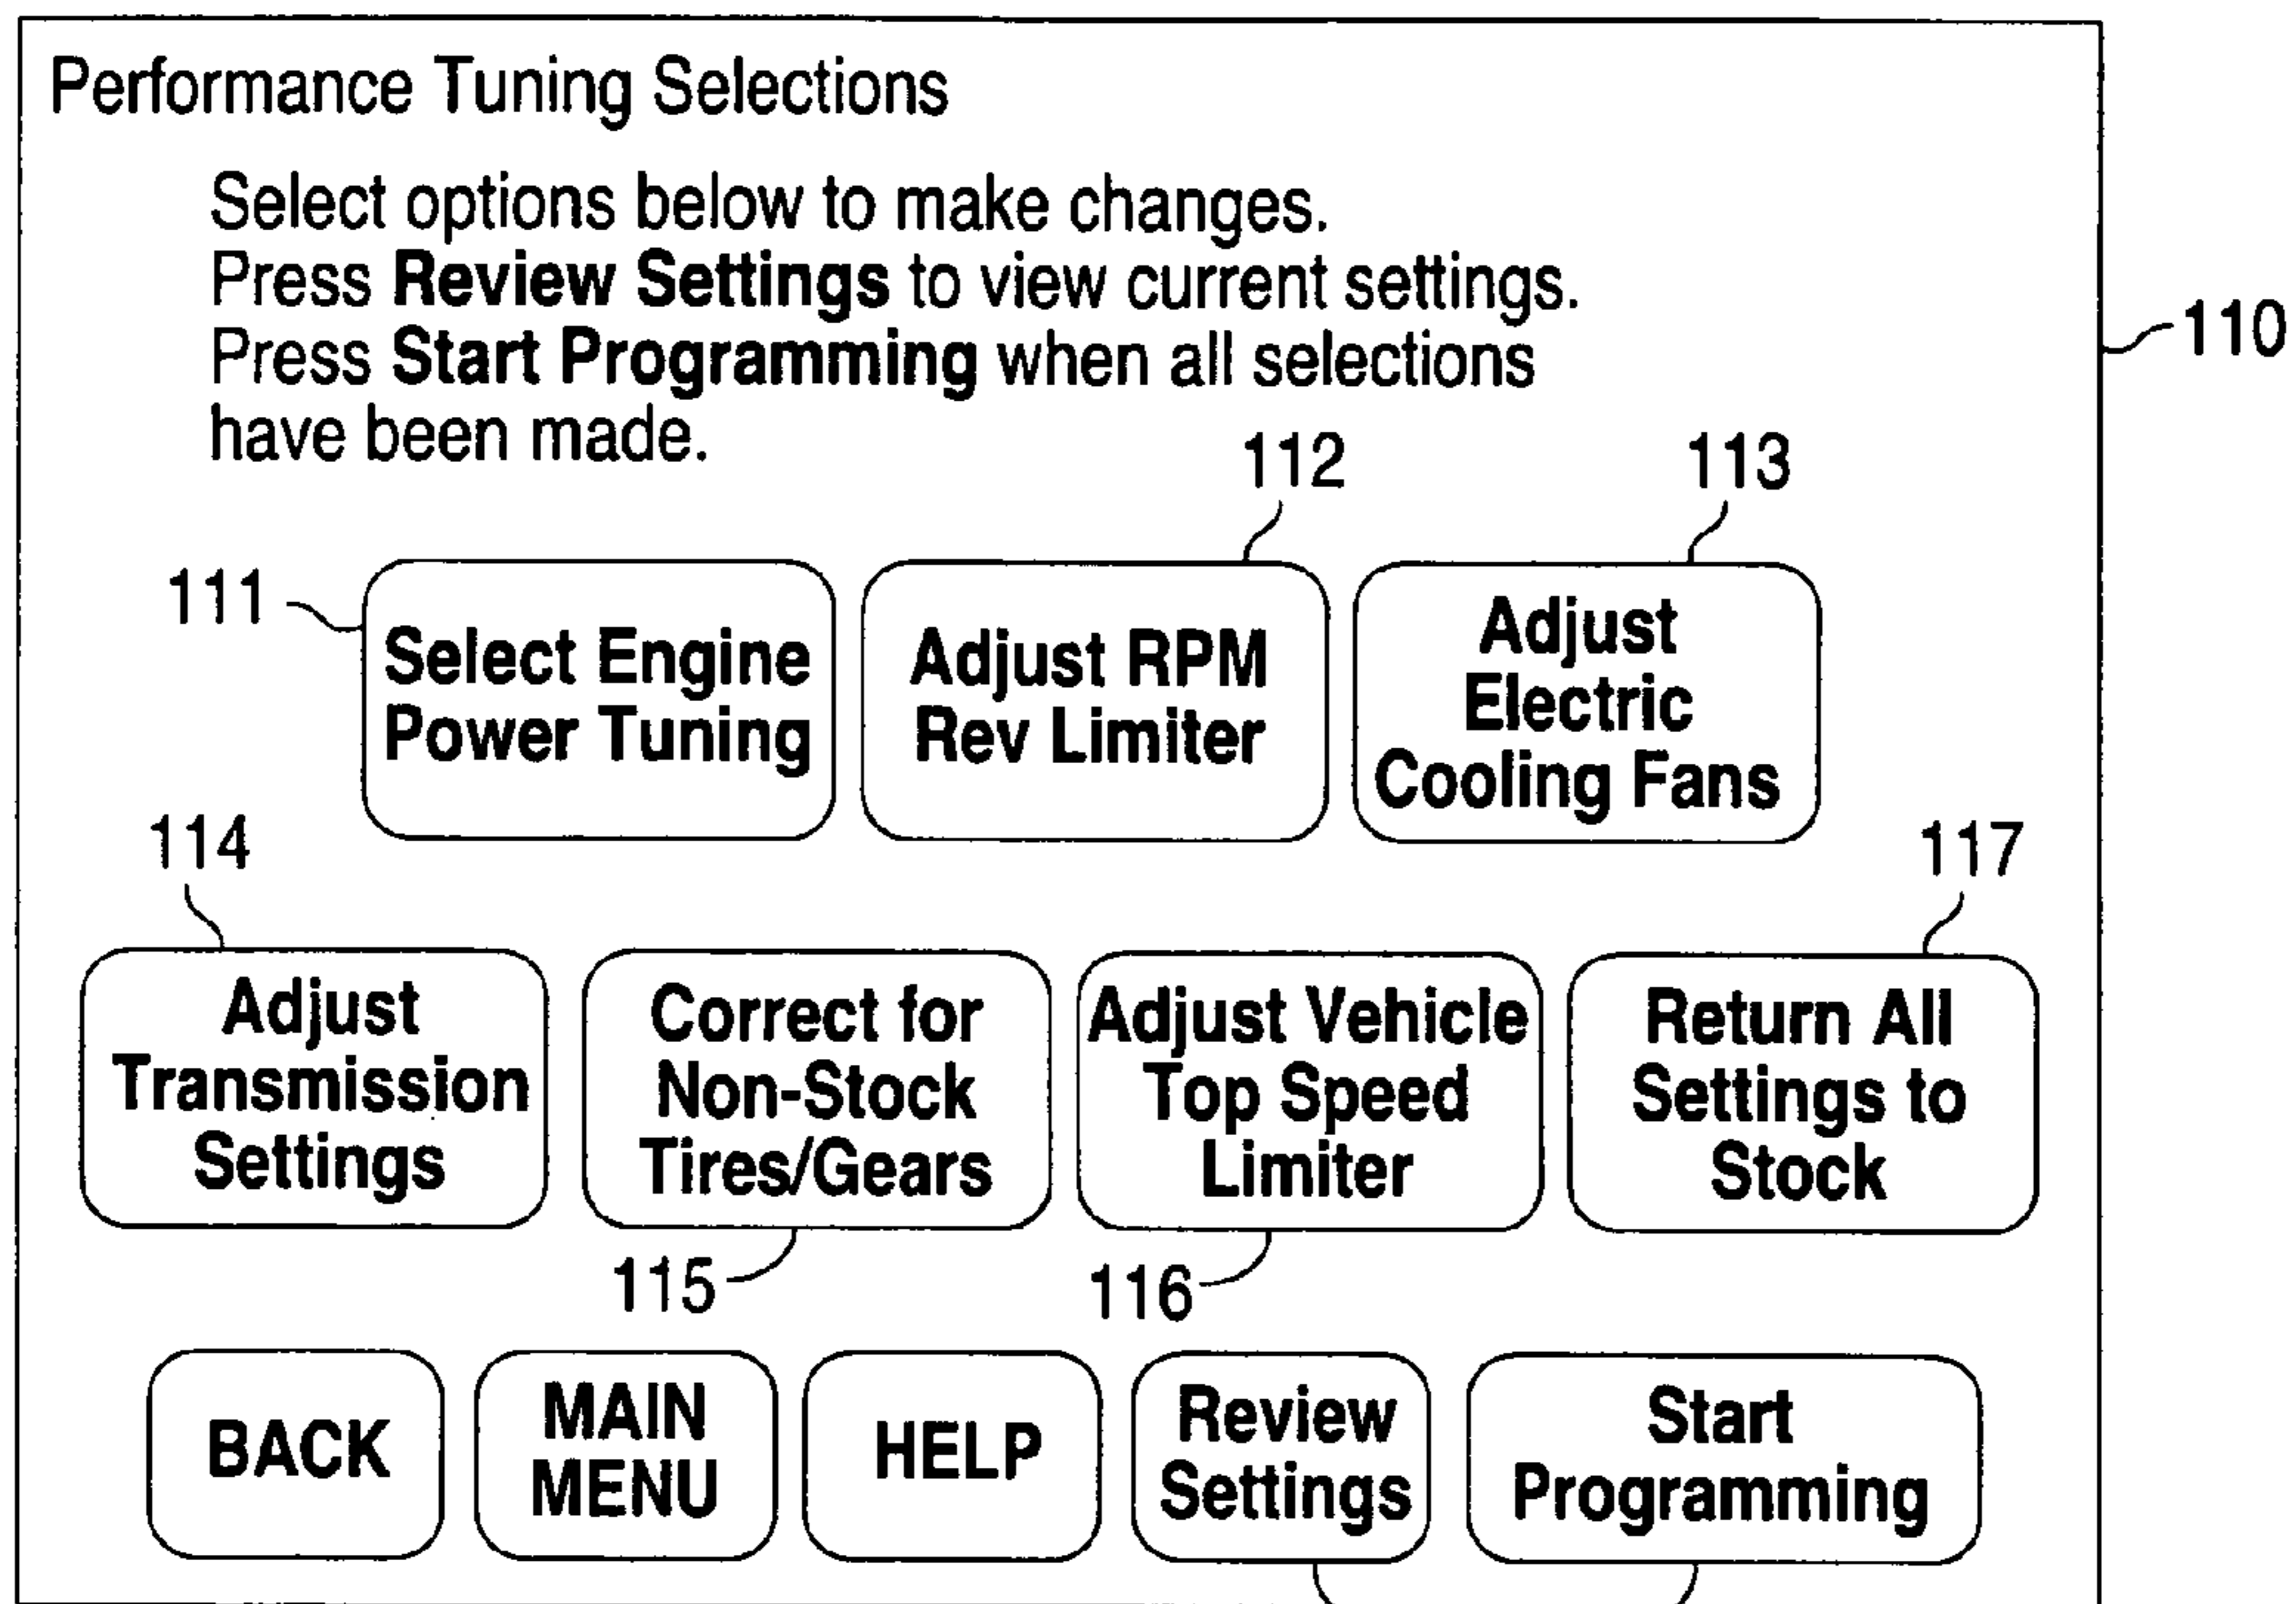 Performance Tuning Selections
Select options below to make changes.
Press Review Settings to view current settings.
Press Start Programming when all selections
have been made.
110
112
113
111
Select Engine
Power Tuning
Adjust RPM
Rev Limiter
Adjust
Electric
Cooling Fans
114
117
Adjust
Transmission
Settings
Correct for
Non-Stock
Tires/Gears
Adjust Vehicle
Top Speed
Limiter
Return All
Settings to
Stock
115
116
BACK
MAIN
MENU
HELP
Review
Settings
Start
Programming